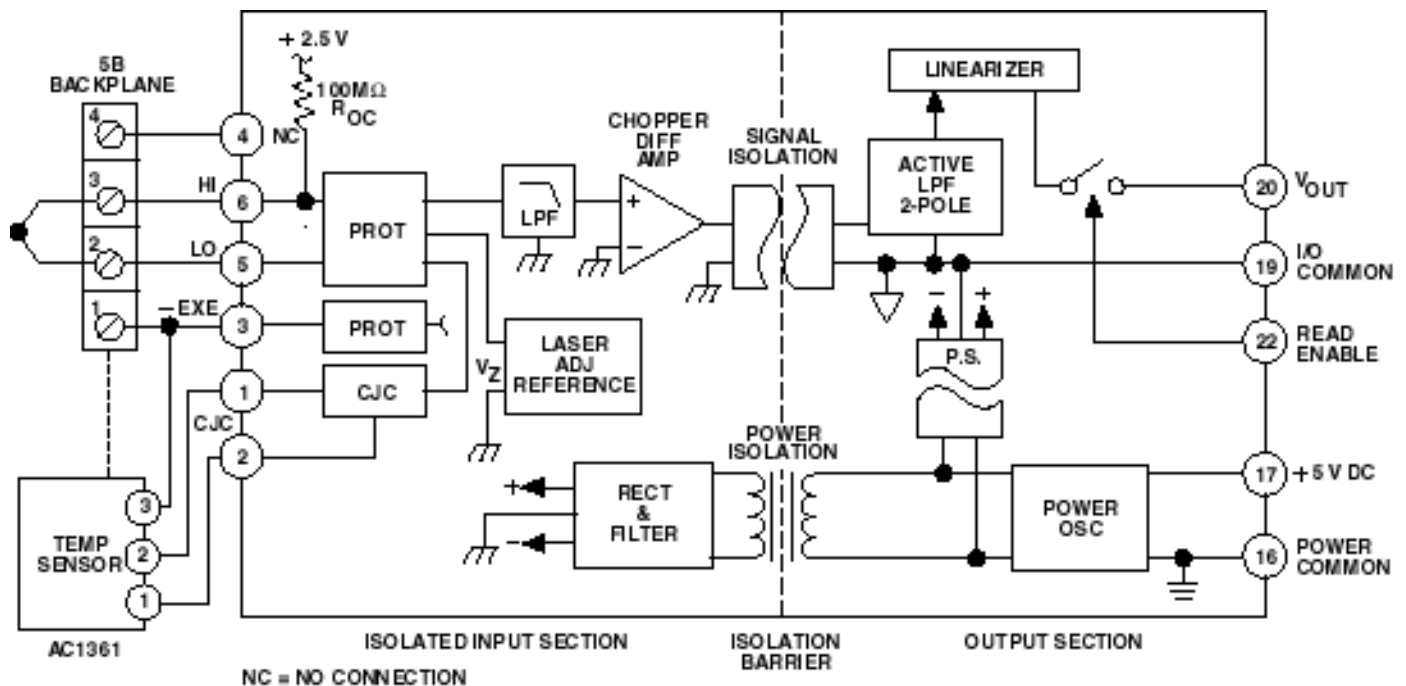 + 2.5 V
100MΩ
ROC
5B
BACKPLANE
4
3
2
1
4
NC
HI
6
LO
5
– EXE
3
1
CJC
2
PROT
PROT
CJC
LPF
CHOPPER
DIFF
AMP
+
–
VZ
LASER
ADJ
REFERENCE
SIGNAL
ISOLATION
LINEARIZER
ACTIVE
LPF
2-POLE
20
VOUT
19
I/O
COMMON
22
READ
ENABLE
– +
P.S.
POWER
ISOLATION
+
–
RECT
&
FILTER
POWER
OSC
17
+5 V DC
16
POWER
COMMON
TEMP
SENSOR
3
2
1
AC1361
ISOLATED INPUT SECTION
ISOLATION
BARRIER
OUTPUT SECTION
NC = NO CONNECTION